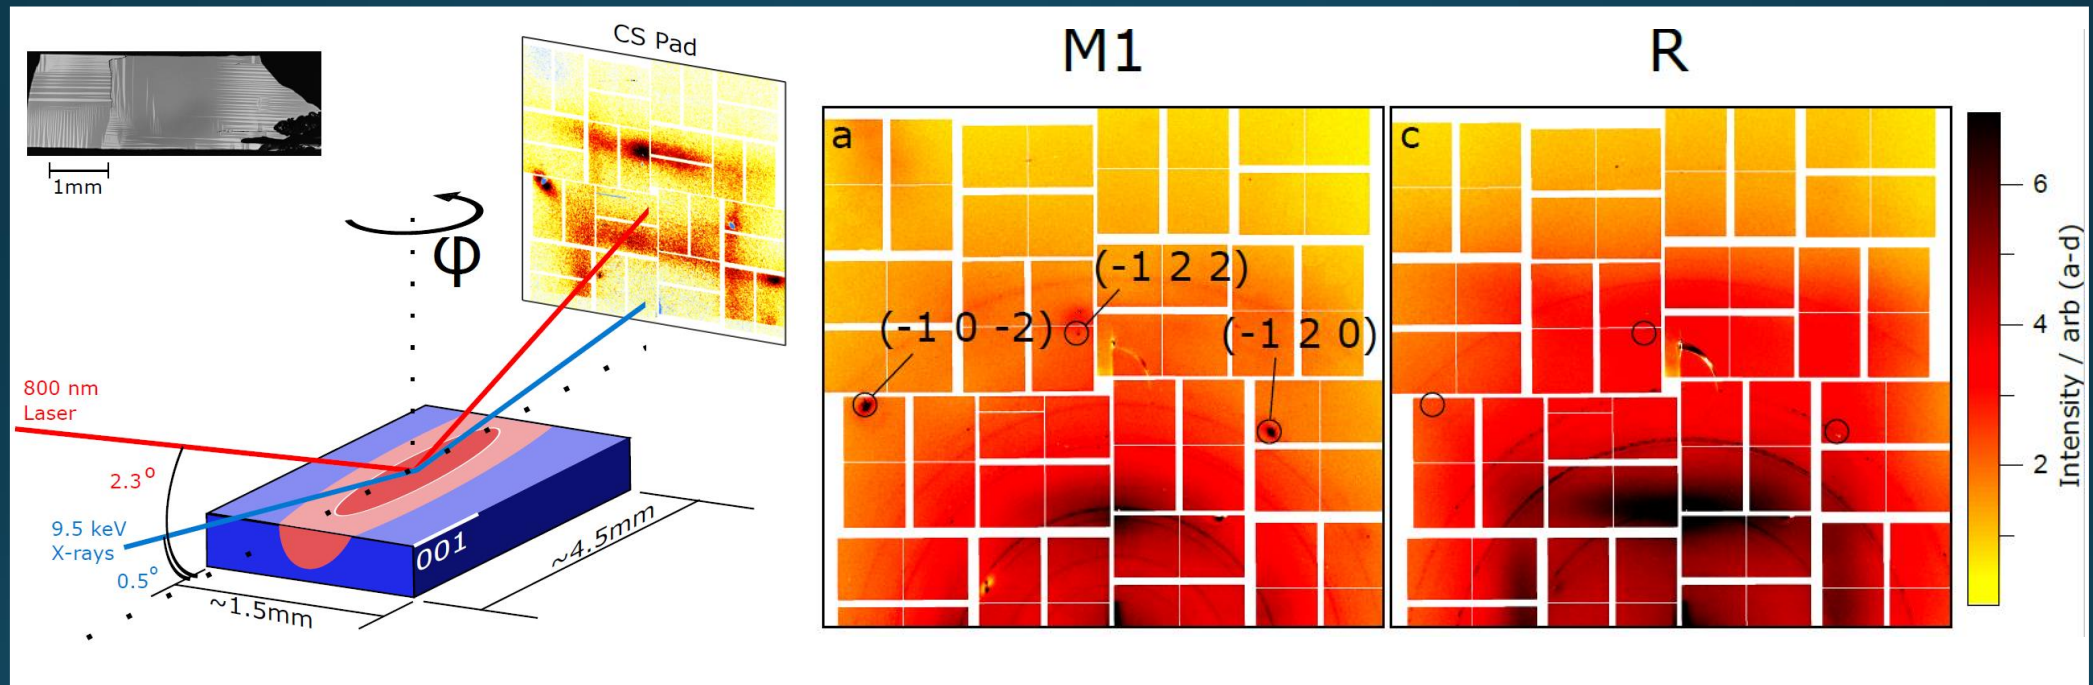 1mm
CS Pad
φ
800 nm
Laser
2.3°
9.5 keV
X-rays
0.5°
001
~1.5mm
~4.5mm
M1
R
a
(-1 2 2)
(-1 0 -2)
(-1 2 0)
c
6
4
2
Intensity / arb (a-d)